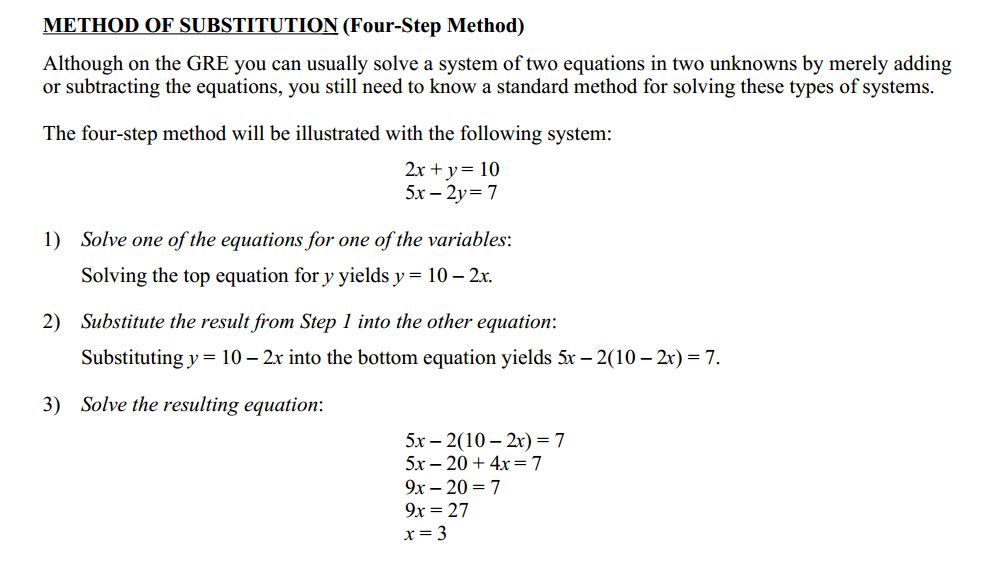 METHOD OF SUBSTITUTION (Four-Step Method)
Although on the GRE you can usually solve a system of two equations in two unknowns by merely adding
or subtracting the equations, you still need to know a standard method for solving these types of systems.
The four-step method will be illustrated with the following system:
2x + y = 10
5x – 2y = 7
1) Solve one of the equations for one of the variables:
Solving the top equation for y yields y = 10 – 2x.
2) Substitute the result from Step 1 into the other equation:
Substituting y = 10 – 2x into the bottom equation yields 5x – 2(10 – 2x) = 7.
3) Solve the resulting equation:
5x – 2(10 – 2x) = 7
5x – 20 + 4x = 7
9x – 20 = 7
9x = 27
x = 3